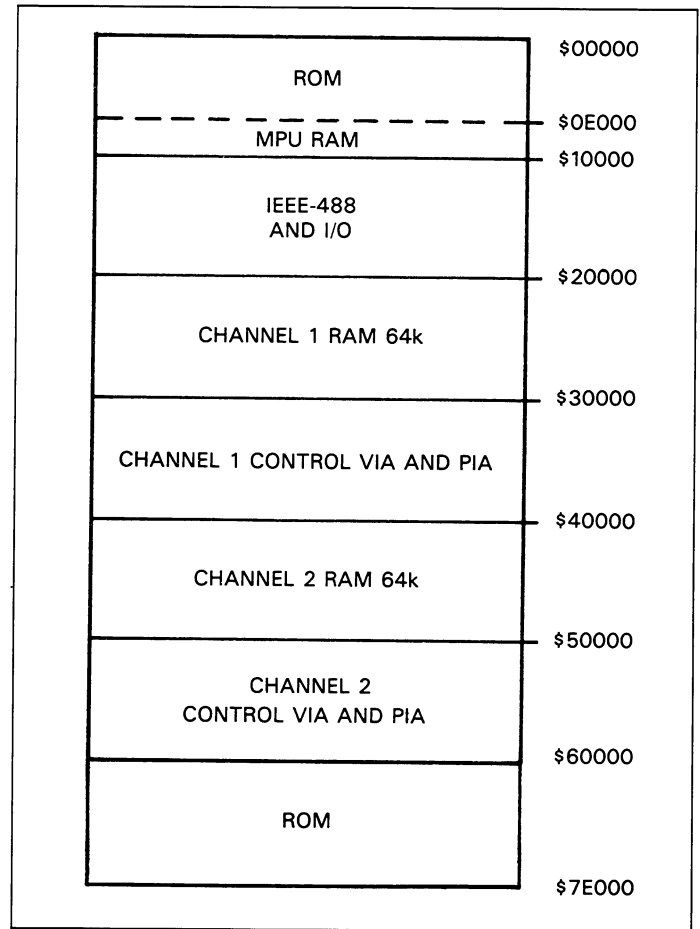 $00000
ROM
$0E000
MPU RAM
$10000
IEEE-488
AND I/O
$20000
CHANNEL 1 RAM 64k
$30000
CHANNEL 1 CONTROL VIA AND PIA
$40000
CHANNEL 2 RAM 64k
$50000
CHANNEL 2
CONTROL VIA AND PIA
$60000
ROM
$7E000